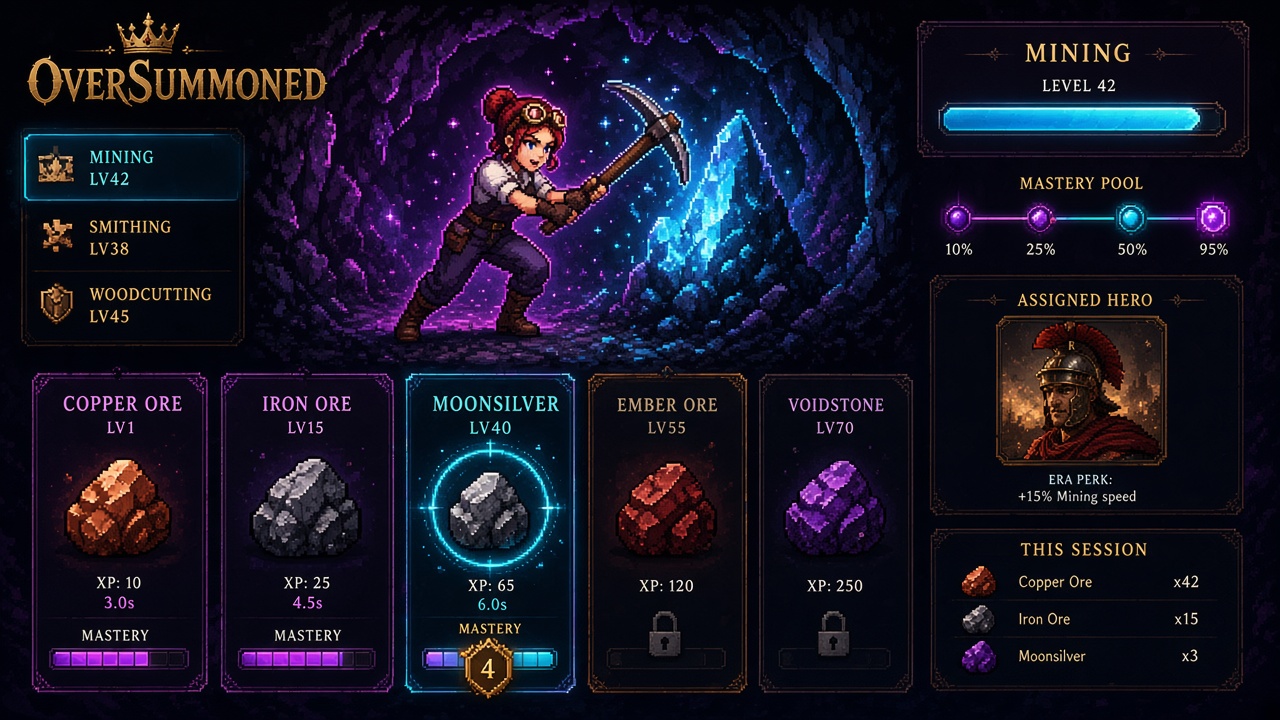 OVERSUMMONED
MINING
LV42
SMITHING
LV38
WOODCUTTING
LV45
MINING
LEVEL 42
MASTERY POOL
10%
25%
50%
95%
ASSIGNED HERO
R
ERA PERK:
+15% Mining speed
COPPER ORE
LV1
XP: 10
3.0s
MASTERY
IRON ORE
LV15
XP: 25
4.5s
MASTERY
MOONSILVER
LV40
XP: 65
6.0s
MASTERY
4
EMBER ORE
LV55
XP: 120
VOIDSTONE
LV70
XP: 250
THIS SESSION
Copper Ore x42
Iron Ore x15
Moonsilver x3